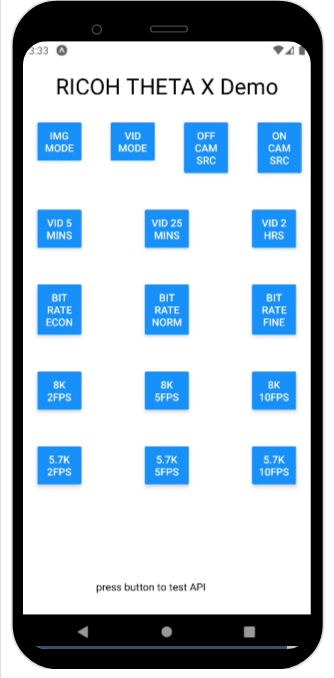 3:33
RICOH THETA X Demo
IMG MODE
VID MODE
OFF CAM SRC
ON CAM SRC
VID 5 MINS
VID 25 MINS
VID 2 HRS
BIT RATE ECON
BIT RATE NORM
BIT RATE FINE
8K 2FPS
8K 5FPS
8K 10FPS
5.7K 2FPS
5.7K 5FPS
5.7K 10FPS
press button to test API